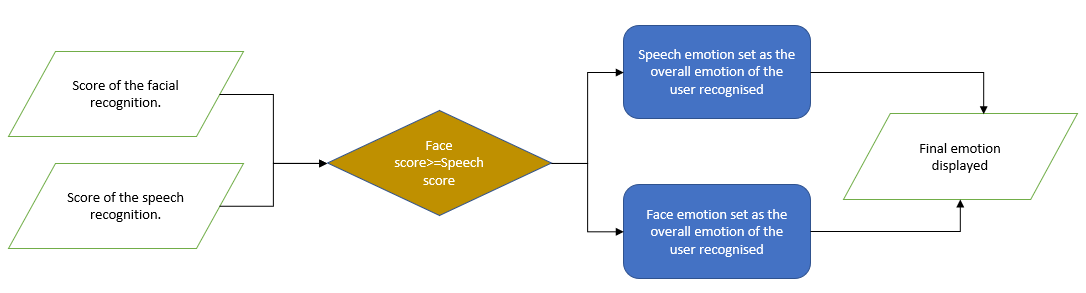 Score of the facial
recognition.
Score of the speech
recognition.
Face
score>=Speech
score
Speech emotion set as the
overall emotion of the
user recognised
Face emotion set as the
overall emotion of the
user recognised
Final emotion
displayed